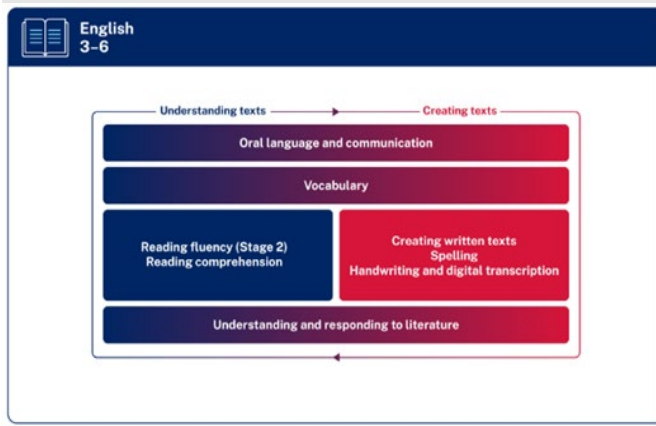 English
3–6
Understanding texts
Creating texts
Oral language and communication
Vocabulary
Reading fluency (Stage 2)
Reading comprehension
Creating written texts
Spelling
Handwriting and digital transcription
Understanding and responding to literature